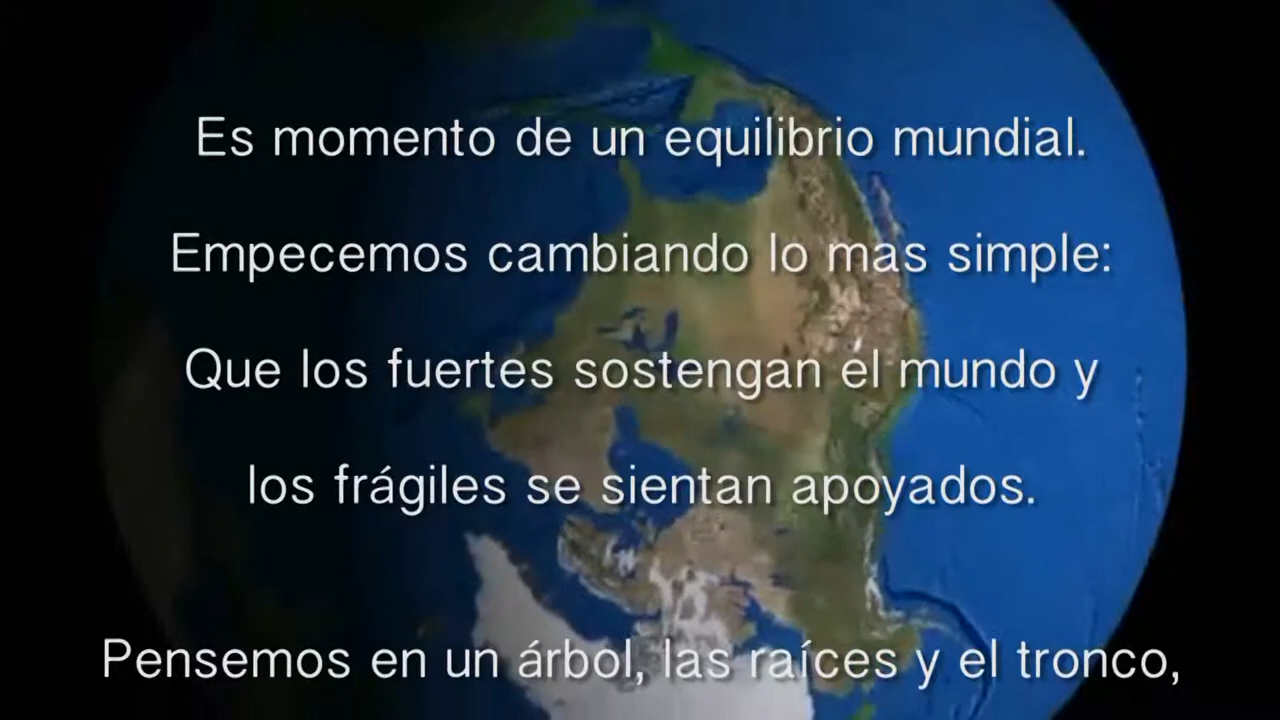 Es momento de un equilibrio mundial.
Empecemos cambiando lo mas simple:
Que los fuertes sostengan el mundo y
los frágiles se sientan apoyados.
Pensemos en un árbol, las raíces y el tronco,